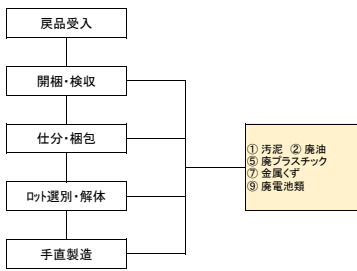 戻品受入
開梱・検収
仕分・梱包
ロット選別・解体
手直製造
① 汚泥 ② 廃油
⑤ 廃プラスチック
⑦ 金属くず
⑨ 廃電池類